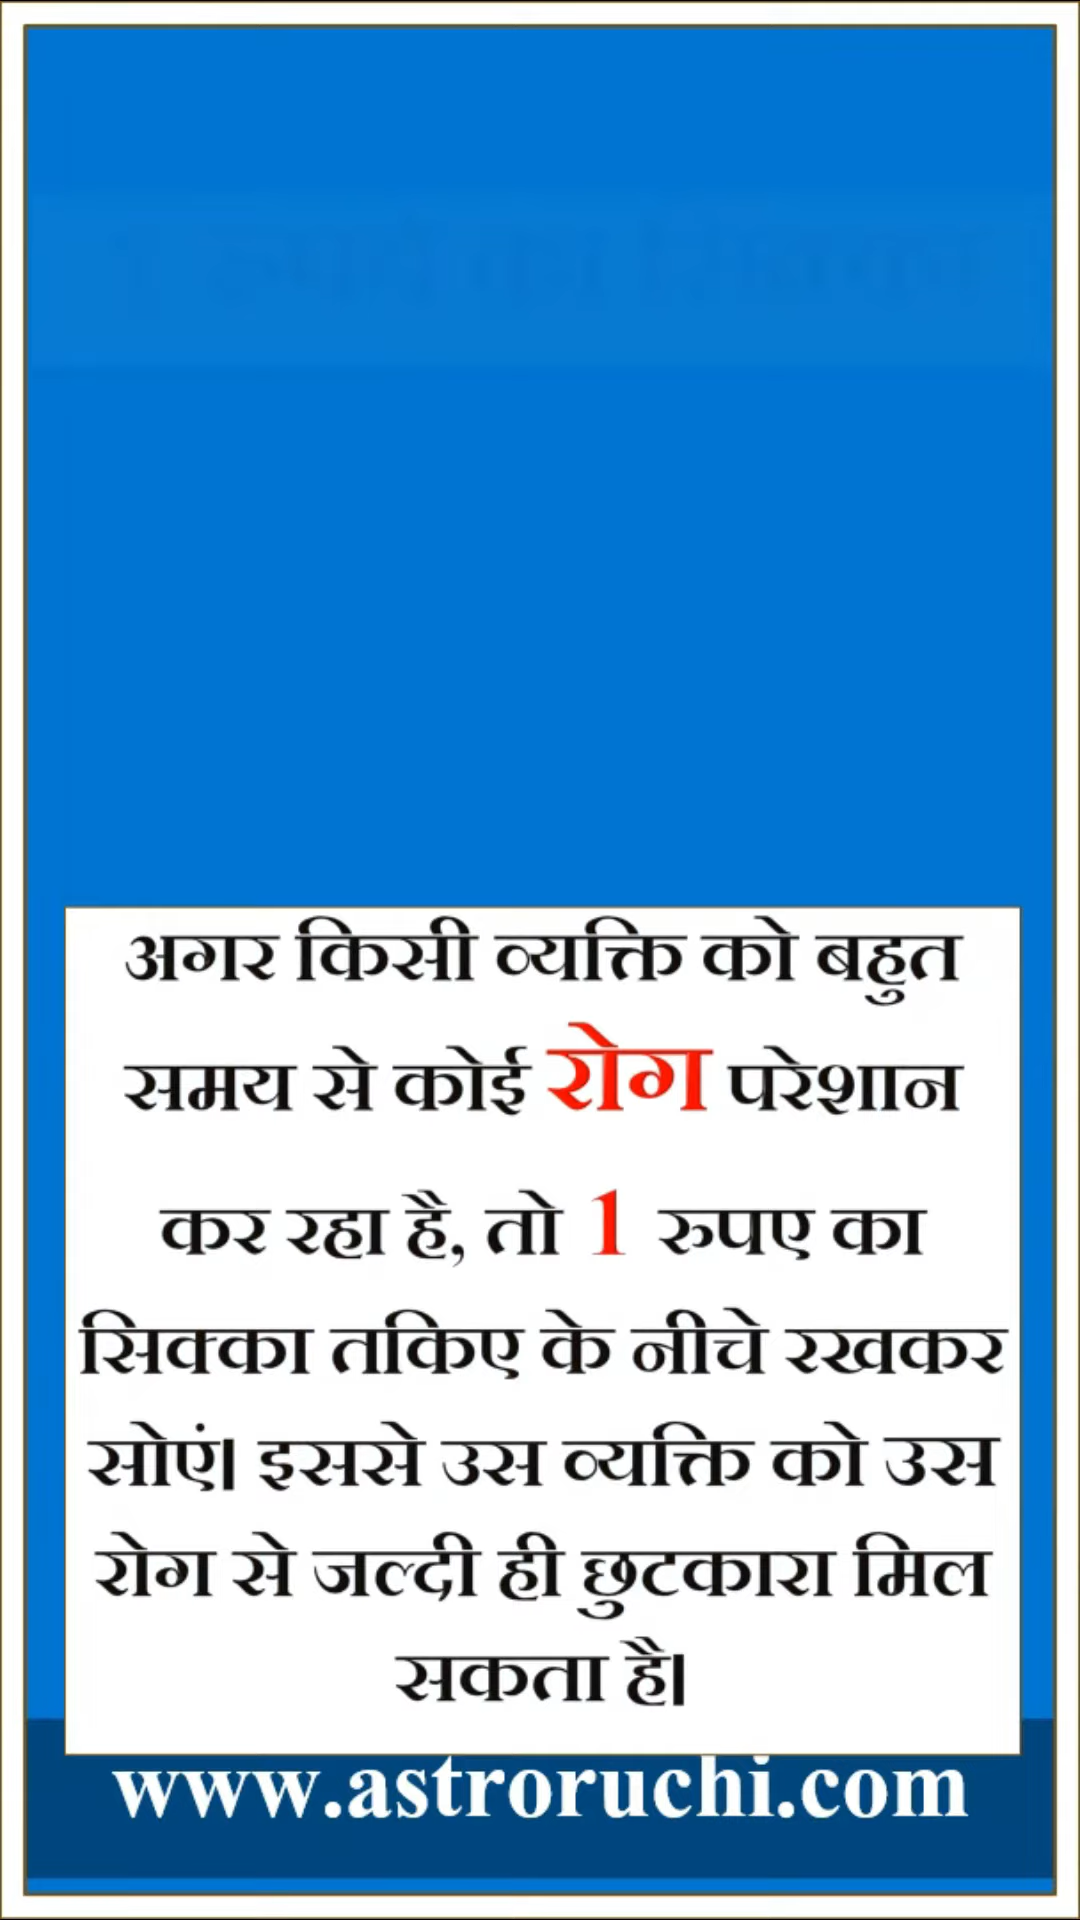 अगर किसी व्यक्ति को बहुत
समय से कोई रोग परेशान
कर रहा है, तो 1 रुपए का
सिक्का तकिए के नीचे रखकर
सोएं। इससे उस व्यक्ति को उस
रोग से जल्दी ही छुटकारा मिल
सकता है।
www.astroruchi.com